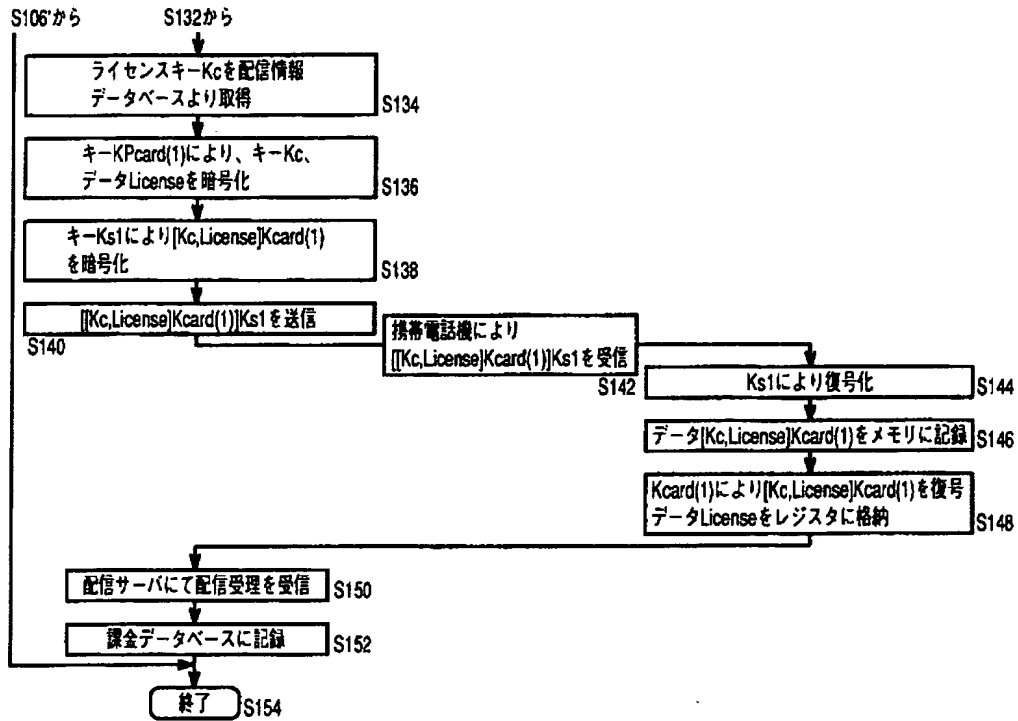 S106'から
S132から
ライセンスキーKcを配信情報
データベースより取得
S134
キーKPcard(1)により、キーKc、
データLicenseを暗号化
S136
キーKs1により[Kc,License]Kcard(1)
を暗号化
S138
[[Kc,License]Kcard(1)]Ks1を送信
S140
携帯電話機により
[[Kc,License]Kcard(1)]Ks1を受信
S142
Ks1により復号化
S144
データ[Kc,License]Kcard(1)をメモリに記録
S146
Kcard(1)により[Kc,License]Kcard(1)を復号
データLicenseをレジスタに格納
S148
配信サーバにて配信受理を受信
S150
課金データベースに記録
S152
終了
S154